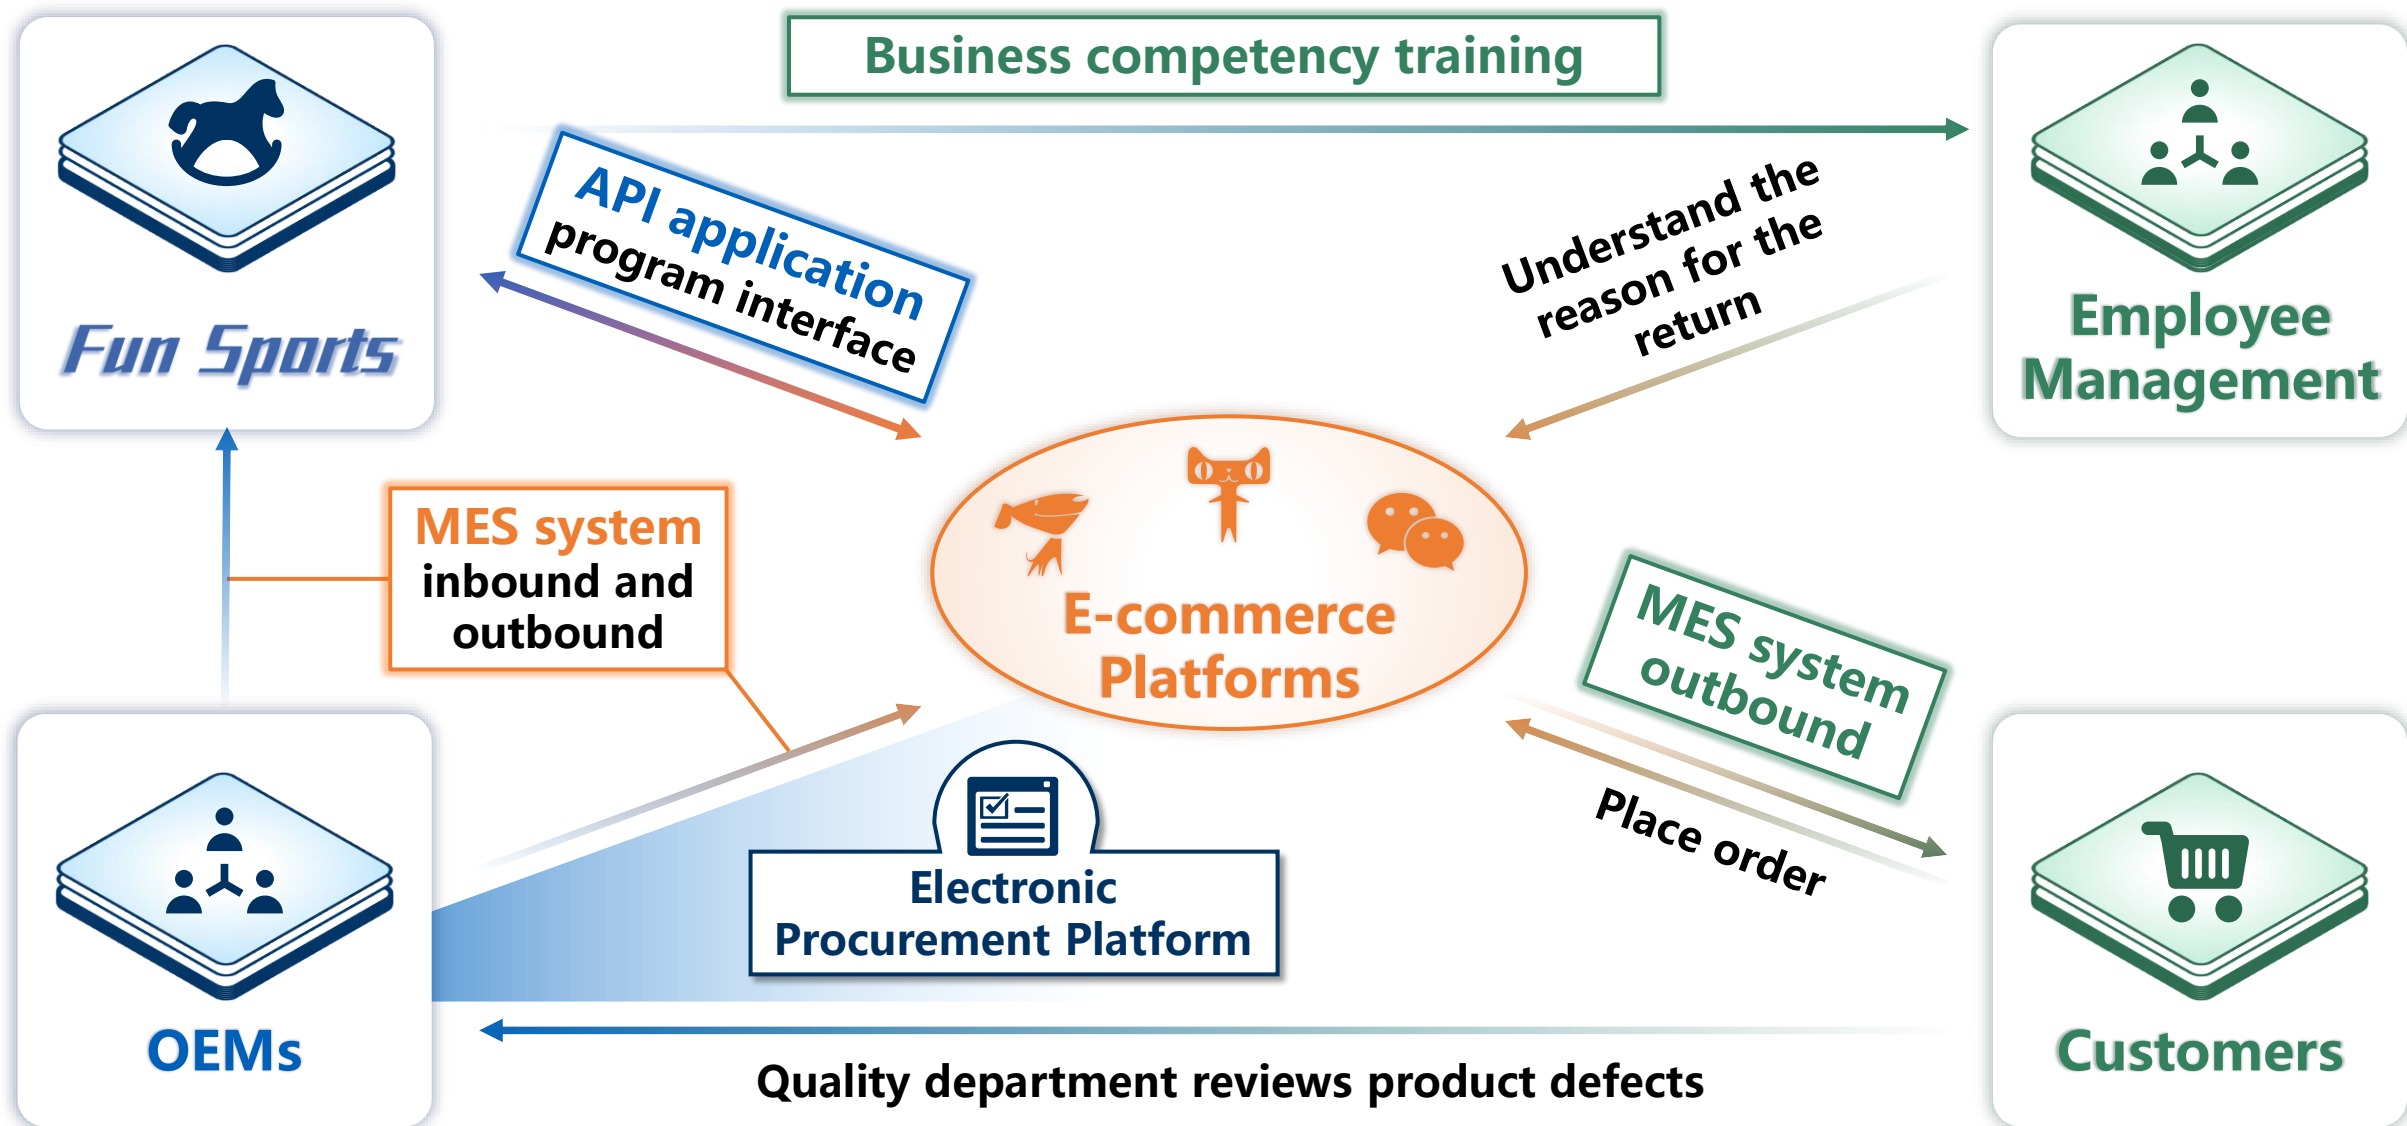 Business competency training
Fun Sports
API application
program interface
Understand the
reason for the
return
Employee
Management
MES system
inbound and
outbound
E-commerce
Platforms
MES system
outbound
Place order
Electronic
Procurement Platform
OEMs
Customers
Quality department reviews product defects